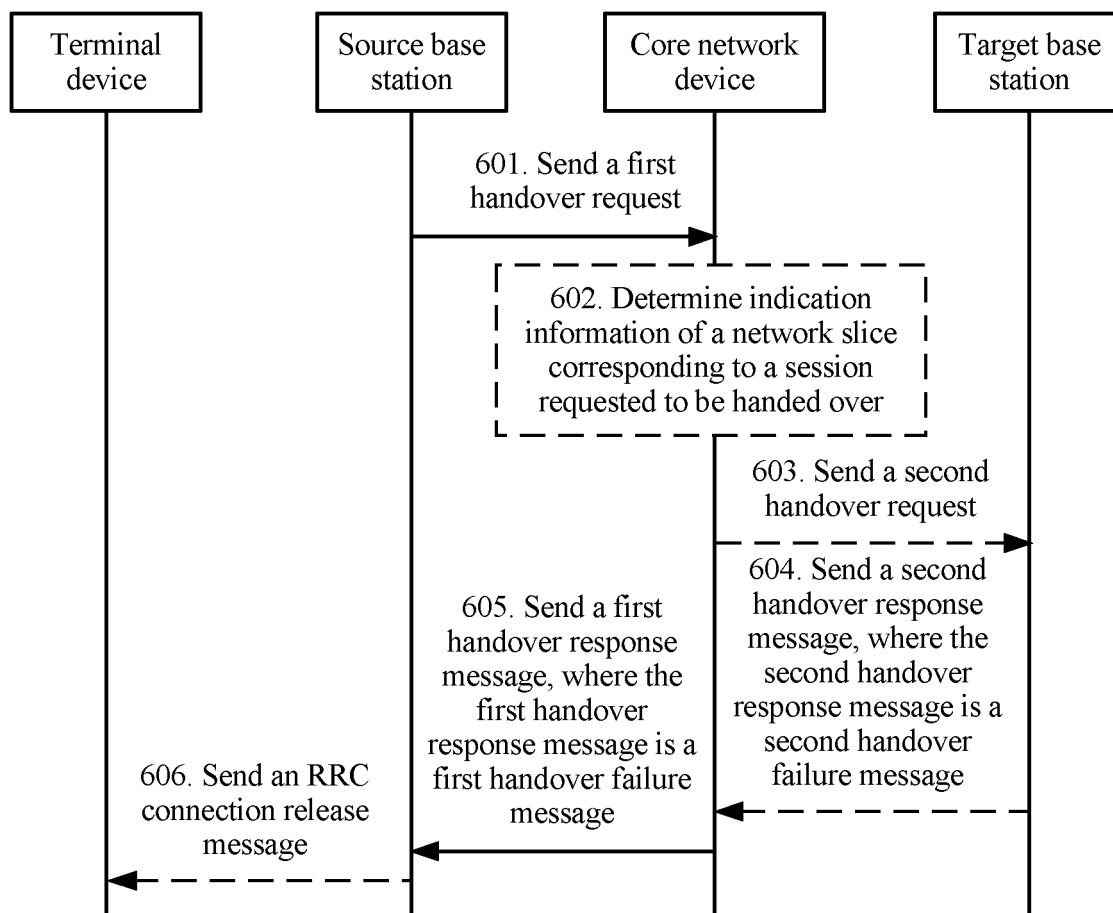 Terminal
device
Source base
station
Core network
device
Target base
station
601. Send a first
handover request
602. Determine indication
information of a network slice
corresponding to a session
requested to be handed over
603. Send a second
handover request
604. Send a second
handover response
message, where the
second handover
response message is a
second handover
failure message
605. Send a first
handover response
message, where the
first handover
response message is a
first handover failure
message
606. Send an RRC
connection release
message